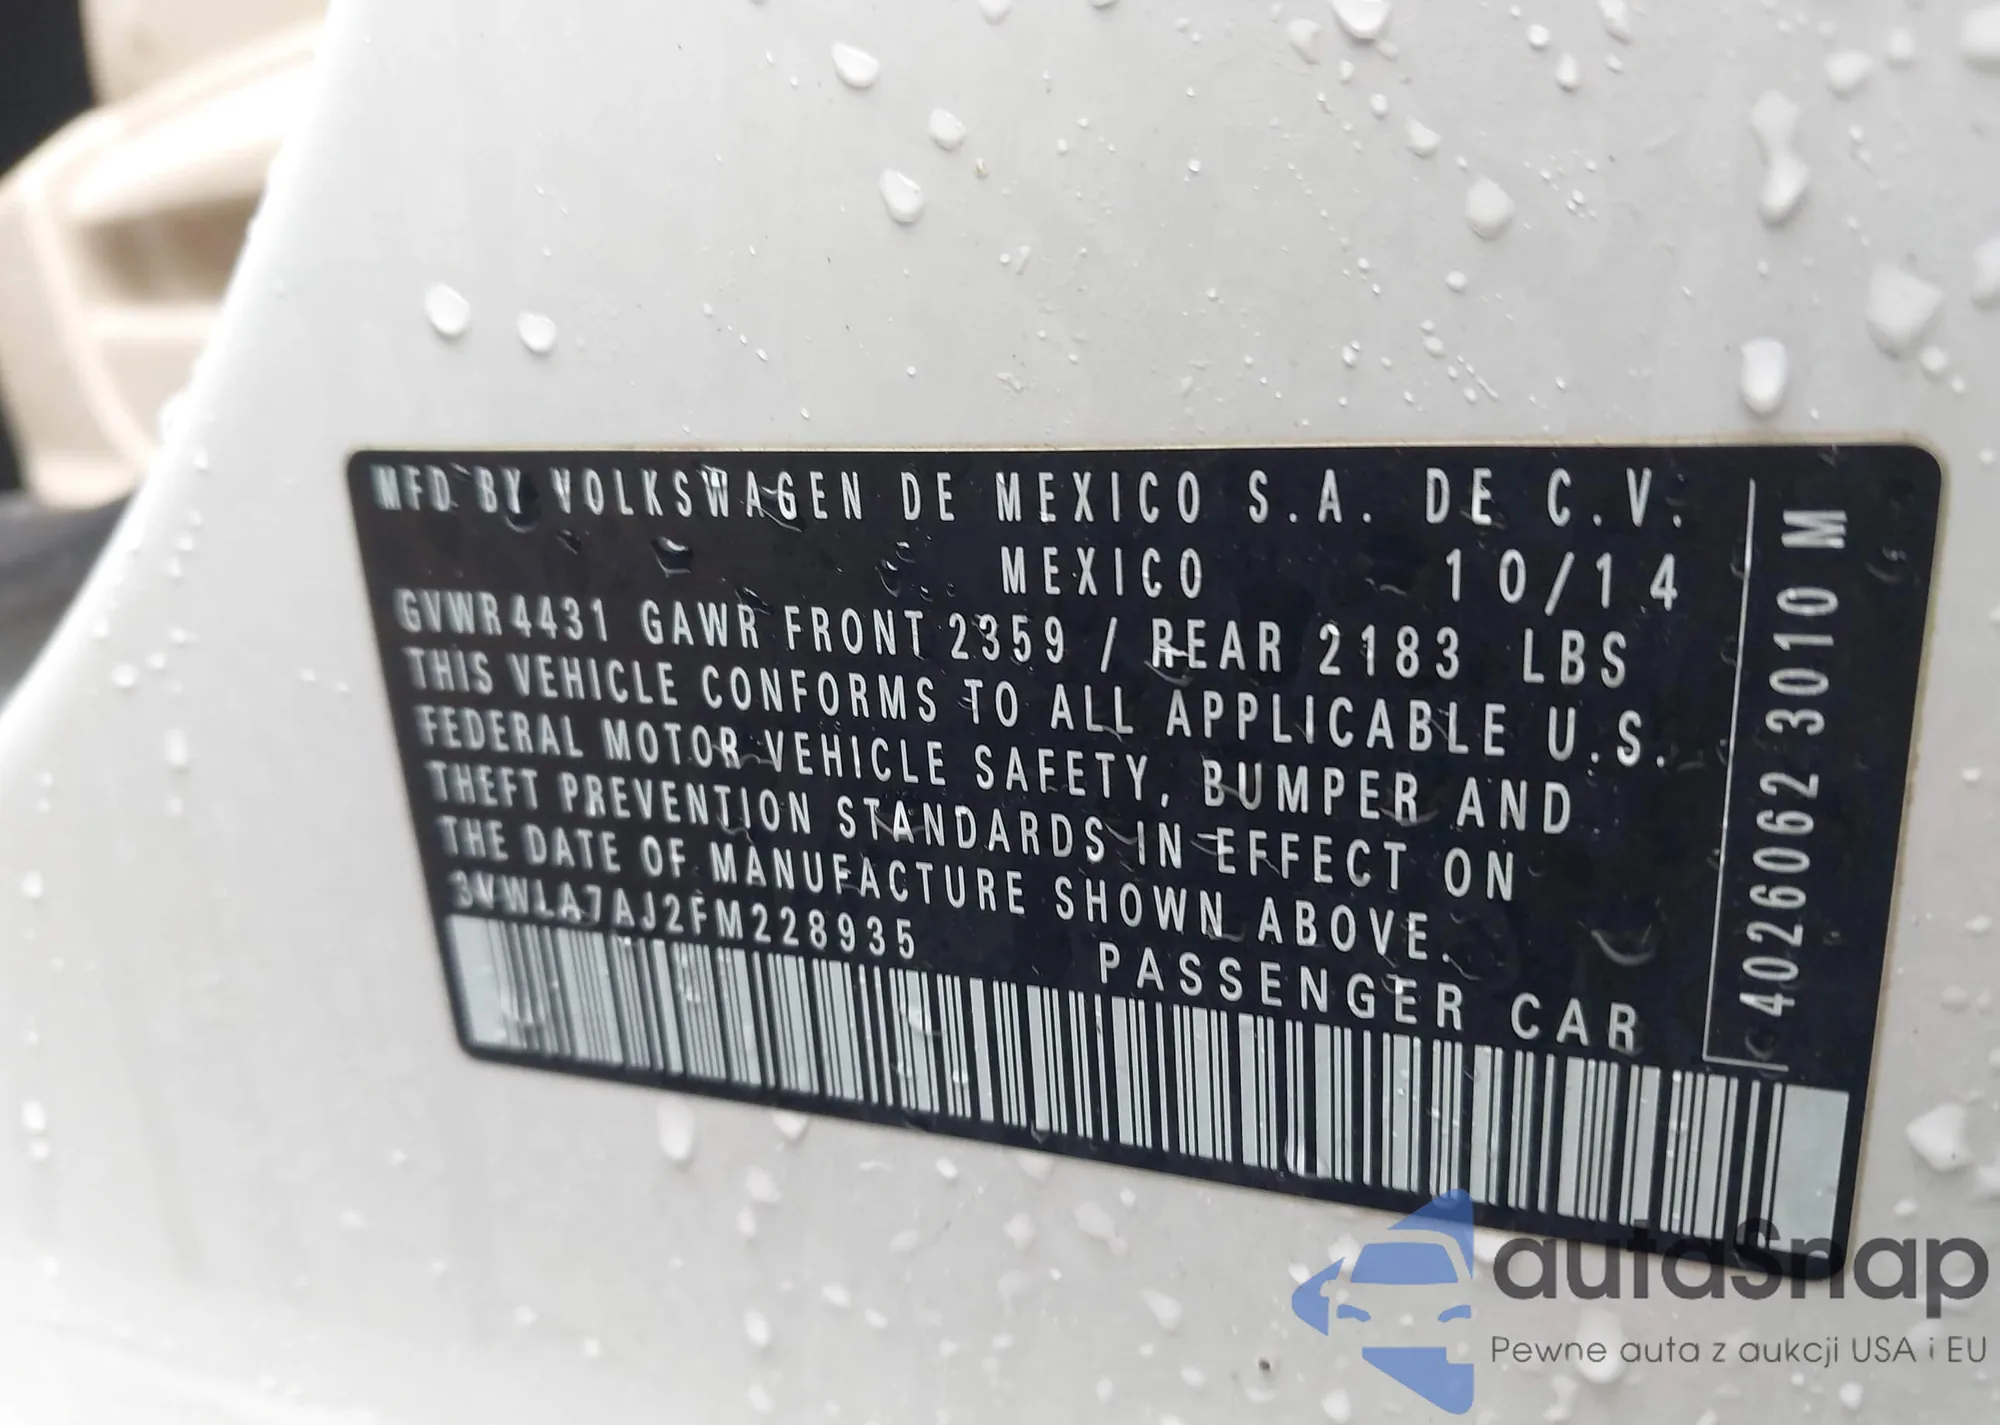 MFD BY VOLKSWAGEN DE MEXICO S.A. DE C.V.
MEXICO 10/14
GVWR 4431 GAWR FRONT 2359 / REAR 2183 LBS
THIS VEHICLE CONFORMS TO ALL APPLICABLE U.S.
FEDERAL MOTOR VEHICLE SAFETY, BUMPER AND
THEFT PREVENTION STANDARDS IN EFFECT ON
THE DATE OF MANUFACTURE SHOWN ABOVE.
3VWLA7AJ2FM228935
PASSENGER CAR
4026062 3010 M
autaSnap
Pewne auta z aukcji USA i EU